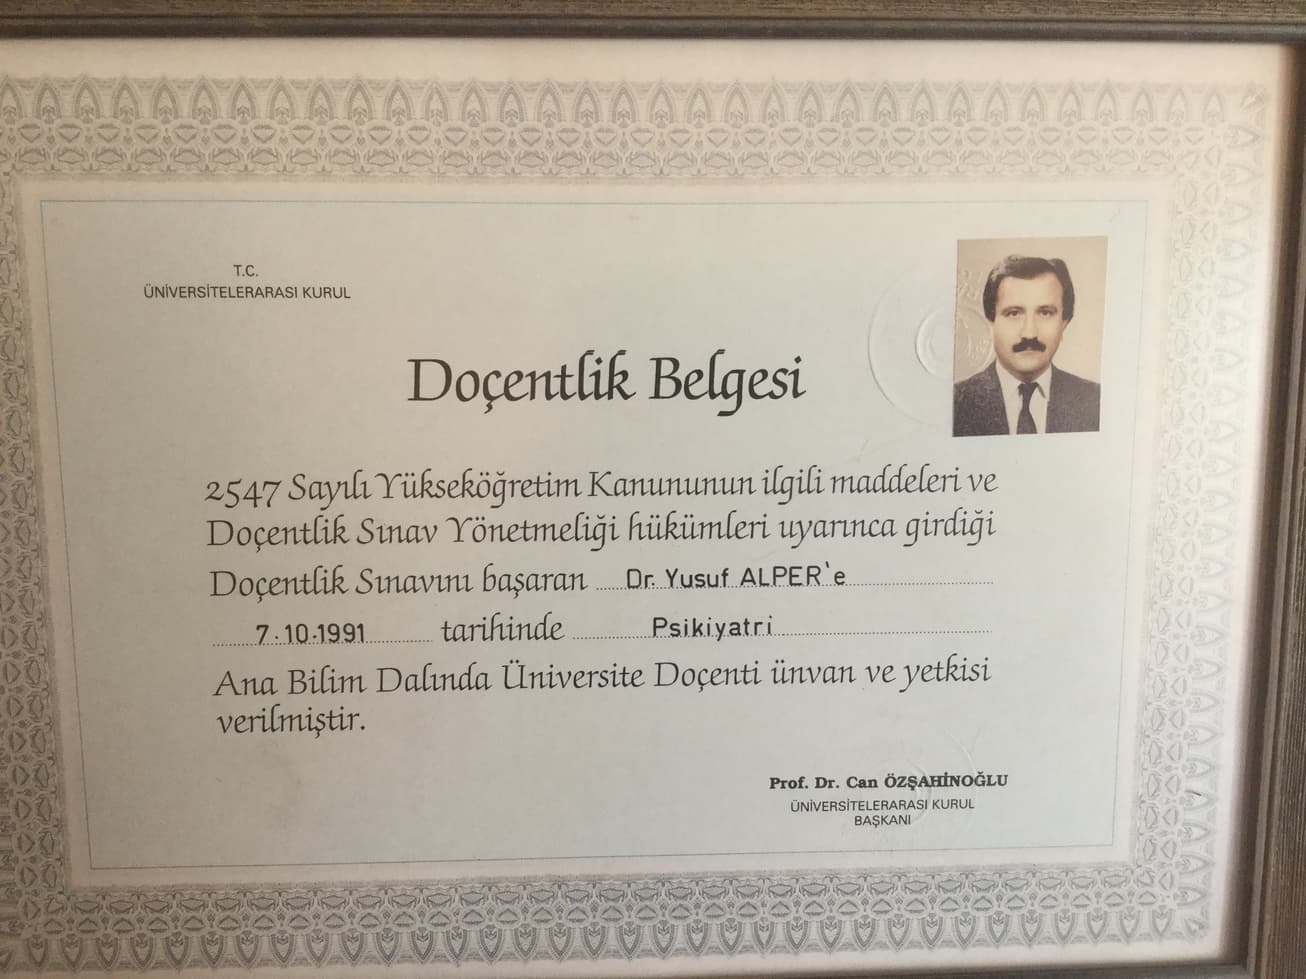 T.C.
ÜNİVERSİTELERARASI KURUL
Doçentlik Belgesi
2547 Sayılı Yükseköğretim Kanununun ilgili maddeleri ve
Doçentlik Sınav Yönetmeliği hükümleri uyarınca girdiği
Doçentlik Sınavını başaran Dr. Yusuf ALPER'e
7.10.1991 tarihinde Psikiyatri
Ana Bilim Dalında Üniversite Doçenti ünvan ve yetkisi
verilmiştir.
Prof. Dr. Can ÖZŞAHİNOĞLU
ÜNİVERSİTELERARASI KURUL
BAŞKANI